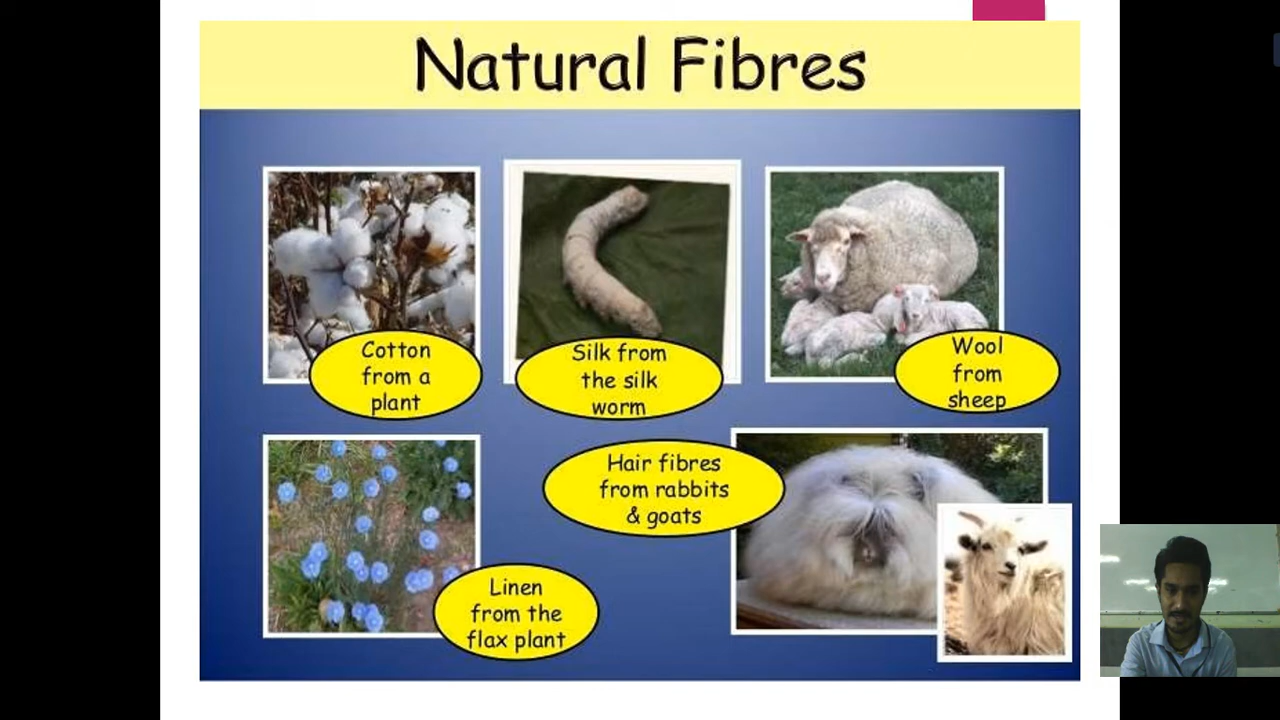 Natural Fibres
Cotton
from a
plant
Silk from
the silk
worm
Wool
from
sheep
Hair fibres
from rabbits
& goats
Linen
from the
flax plant